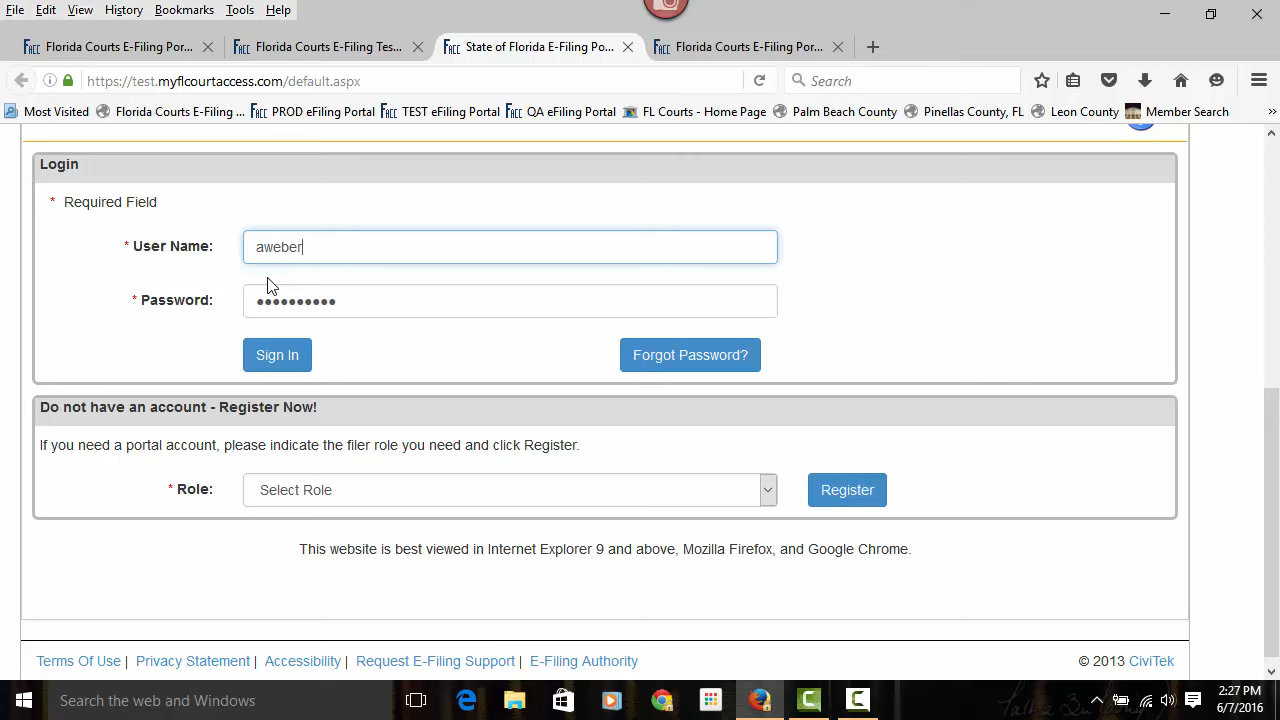 File Edit View History Bookmarks Tools Help
FACC Florida Courts E-Filing Por... FACC Florida Courts E-Filing Tes... FACC State of Florida E-Filing Po... FACC Florida Courts E-Filing Por...
https://test.myflcourtaccess.com/default.aspx Search
Most Visited Florida Courts E-Filing ... FACC PROD eFiling Portal FACC TEST eFiling Portal FACC QA eFiling Portal FL Courts - Home Page Palm Beach County Pinellas County, FL Leon County Member Search
Login
* Required Field
* User Name: aweber
* Password: ••••••••••
Sign In Forgot Password?
Do not have an account - Register Now!
If you need a portal account, please indicate the filer role you need and click Register.
* Role: Select Role Register
This website is best viewed in Internet Explorer 9 and above, Mozilla Firefox, and Google Chrome.
Terms Of Use | Privacy Statement | Accessibility | Request E-Filing Support | E-Filing Authority © 2013 CiviTek
Search the web and Windows 2:27 PM
6/7/2016